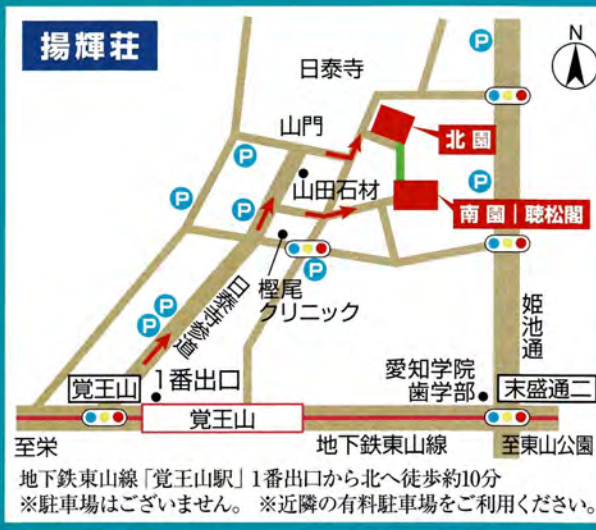 揚輝荘
N
P
日泰寺
山門
北園
P
山田石材
P
P
P
P
南園｜聴松閣
P
樫尾
クリニック
P
P
日泰寺参道
姫池通
愛知学院
歯学部
末盛通二
覚王山
1番出口
覚王山
至栄
地下鉄東山線
至東山公園
地下鉄東山線「覚王山駅」1番出口から北へ徒歩約10分
※駐車場はございません。 ※近隣の有料駐車場をご利用ください。